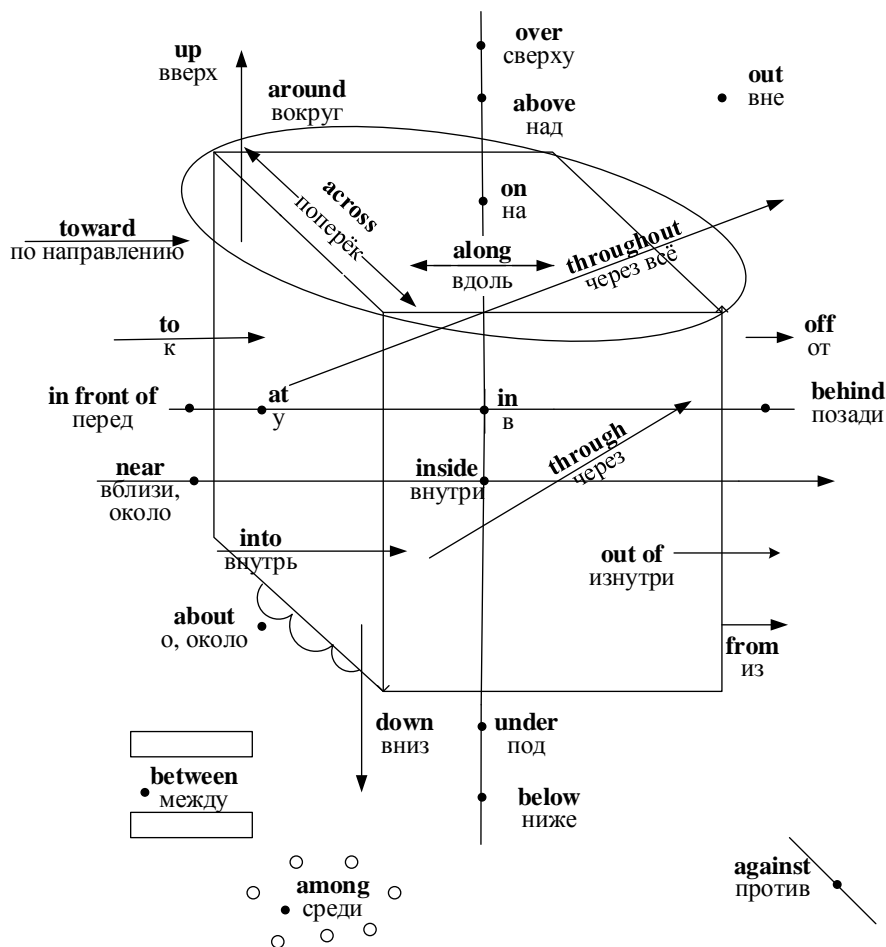 up
вверх
over
сверху
out
вне
around
вокруг
above
над
across
поперёк
on
на
toward
по направлению
along
вдоль
throughout
через всё
to
к
off
от
in front of
перед
at
у
in
в
behind
позади
near
вблизи,
около
inside
внутри
through
через
into
внутрь
out of
изнутри
about
о, около
from
из
down
вниз
under
под
between
между
below
ниже
among
среди
against
против